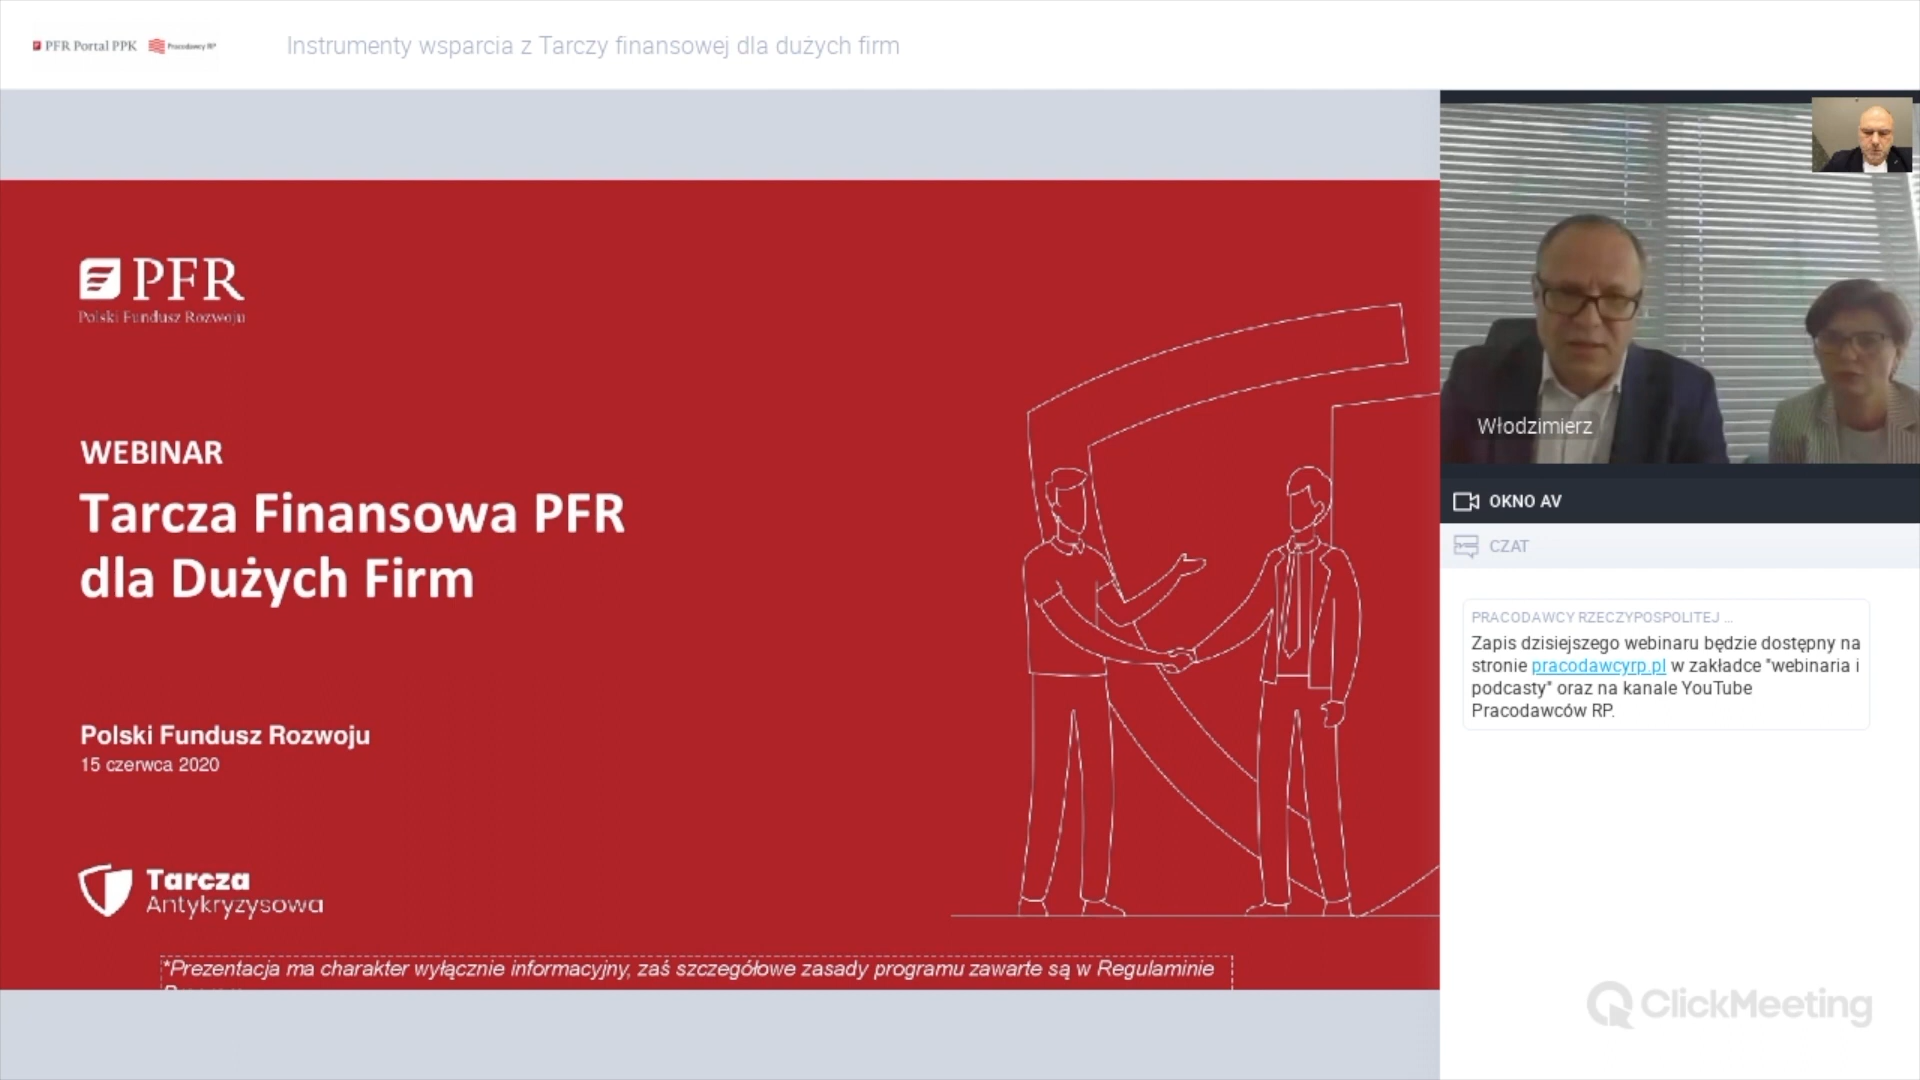 PFR Portal PPK Pracodawcy RP
Instrumenty wsparcia z Tarczy finansowej dla dużych firm
PFR
Polski Fundusz Rozwoju
WEBINAR
Tarcza Finansowa PFR
dla Dużych Firm
Polski Fundusz Rozwoju
15 czerwca 2020
Tarcza
Antykryzysowa
*Prezentacja ma charakter wyłącznie informacyjny, zaś szczegółowe zasady programu zawarte są w Regulaminie
Włodzimierz
OKNO AV
CZAT
PRACODAWCY RZECZYPOSPOLITEJ ...
Zapis dzisiejszego webinaru będzie dostępny na
stronie pracodawcyrp.pl w zakładce "webinaria i
podcasty" oraz na kanale YouTube
Pracodawców RP.
ClickMeeting